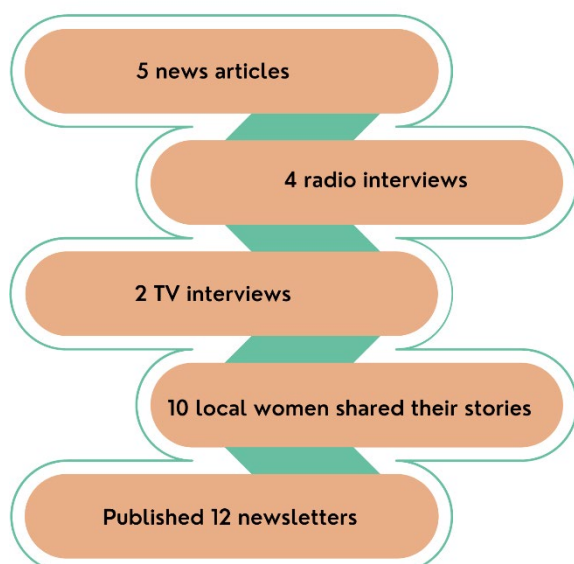 5 news articles
4 radio interviews
2 TV interviews
10 local women shared their stories
Published 12 newsletters